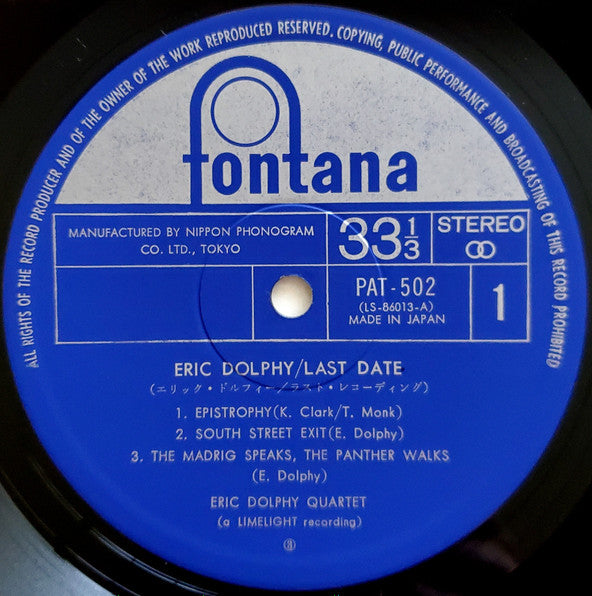 ALL RIGHTS OF THE RECORD PRODUCER AND OF THE OWNER OF THE WORK REPRODUCED RESERVED. COPYING, PUBLIC PERFORMANCE AND BROADCASTING OF THIS RECORD PROHIBITED
fontana
MANUFACTURED BY NIPPON PHONOGRAM
CO. LTD., TOKYO
33 1/3
STEREO
PAT-502
(LS-86013-A)
MADE IN JAPAN
1
ERIC DOLPHY/LAST DATE
(エリック・ドルフィー/ラスト・レコーディング)
1. EPISTROPHY(K. Clark/T. Monk)
2. SOUTH STREET EXIT(E. Dolphy)
3. THE MADRIG SPEAKS, THE PANTHER WALKS
(E. Dolphy)
ERIC DOLPHY QUARTET
(a LIMELIGHT recording)